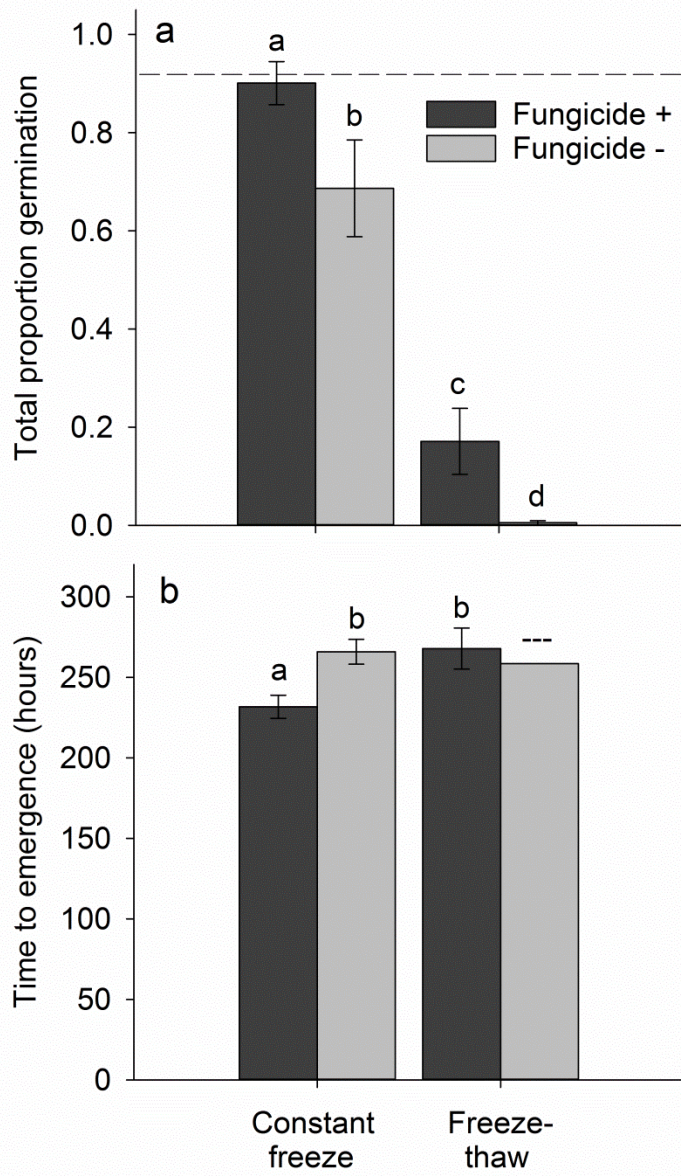 a
Total proportion germination
1.0
0.8
0.6
0.4
0.2
0.0
a
b
c
d
Fungicide +
Fungicide -
b
Time to emergence (hours)
300
250
200
150
100
50
0
a
b
b
---
Constant
freeze
Freeze-
thaw